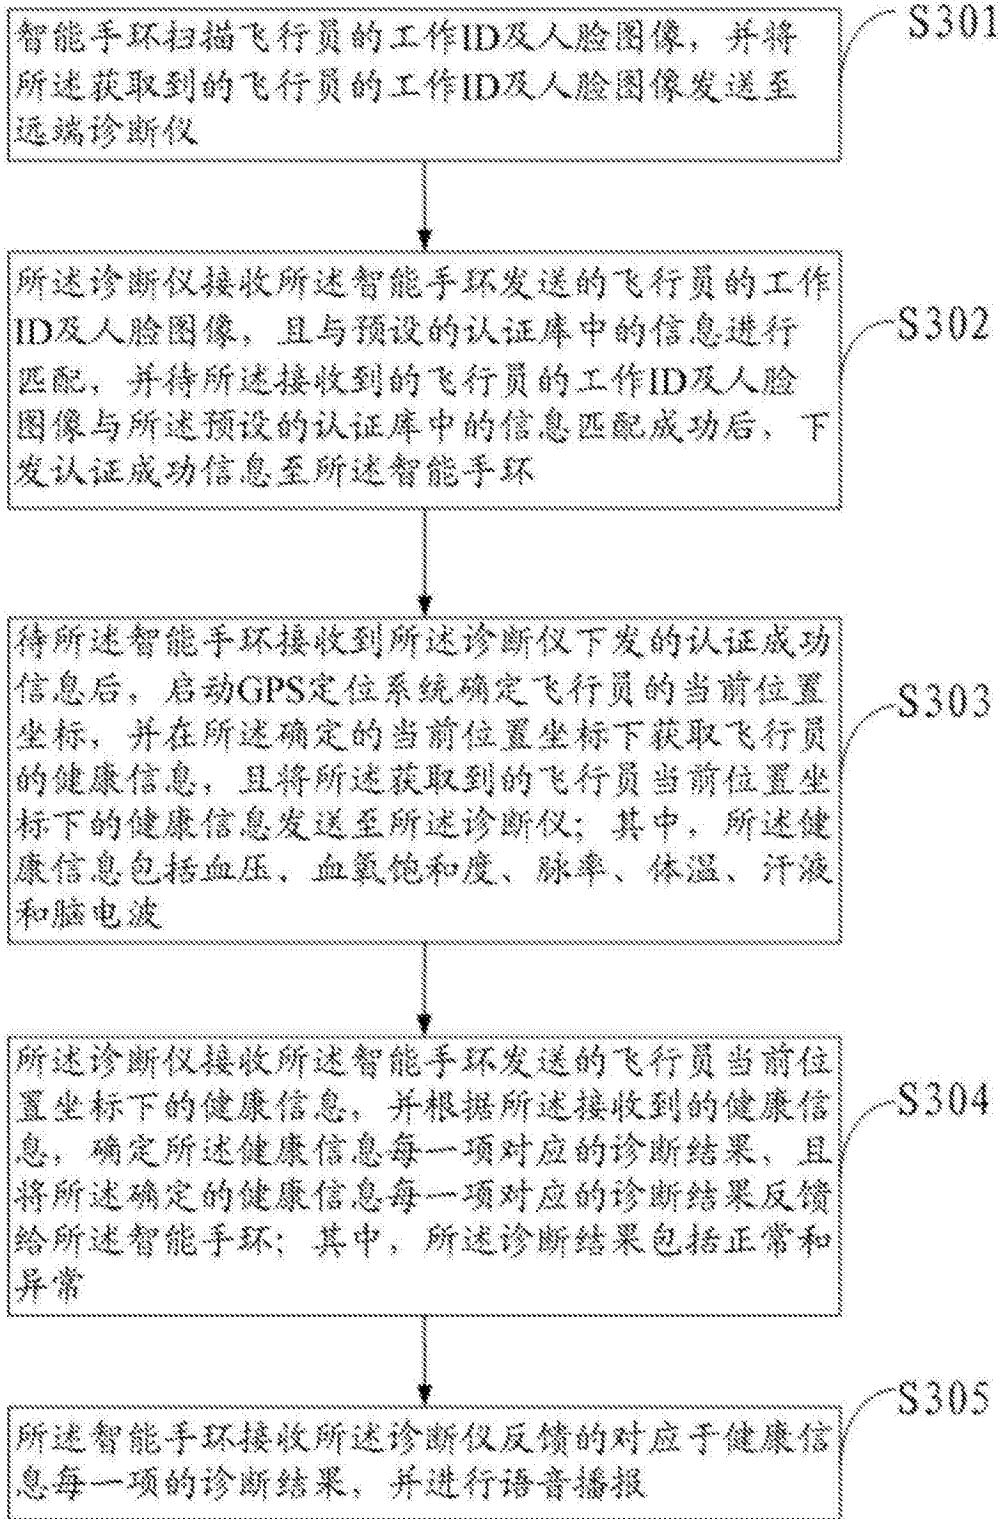 智能手环扫描飞行员的工作ID及人脸图像，并将
所述获取到的飞行员的工作ID及人脸图像发送至
远端诊断仪
S301
所述诊断仪接收所述智能手环发送的飞行员的工作
ID及人脸图像，且与预设的认证库中的信息进行
匹配，并待所述接收到的飞行员的工作ID及人脸
图像与所述预设的认证库中的信息匹配成功后，下
发认证成功信息至所述智能手环
S302
待所述智能手环接收到所述诊断仪下发的认证成功
信息后，启动GPS定位系统确定飞行员的当前位置
坐标，并在所述确定的当前位置坐标下获取飞行员
的健康信息，且将所述获取到的飞行员当前位置坐
标下的健康信息发送至所述诊断仪；其中，所述健
康信息包括血压、血氧饱和度、脉率、体温、汗液
和脑电波
S303
所述诊断仪接收所述智能手环发送的飞行员当前位
置坐标下的健康信息，并根据所述接收到的健康信
息，确定所述健康信息每一项对应的诊断结果，且
将所述确定的健康信息每一项对应的诊断结果反馈
给所述智能手环；其中，所述诊断结果包括正常和
异常
S304
所述智能手环接收所述诊断仪反馈的对应于健康信
息每一项的诊断结果，并进行语音播报
S305